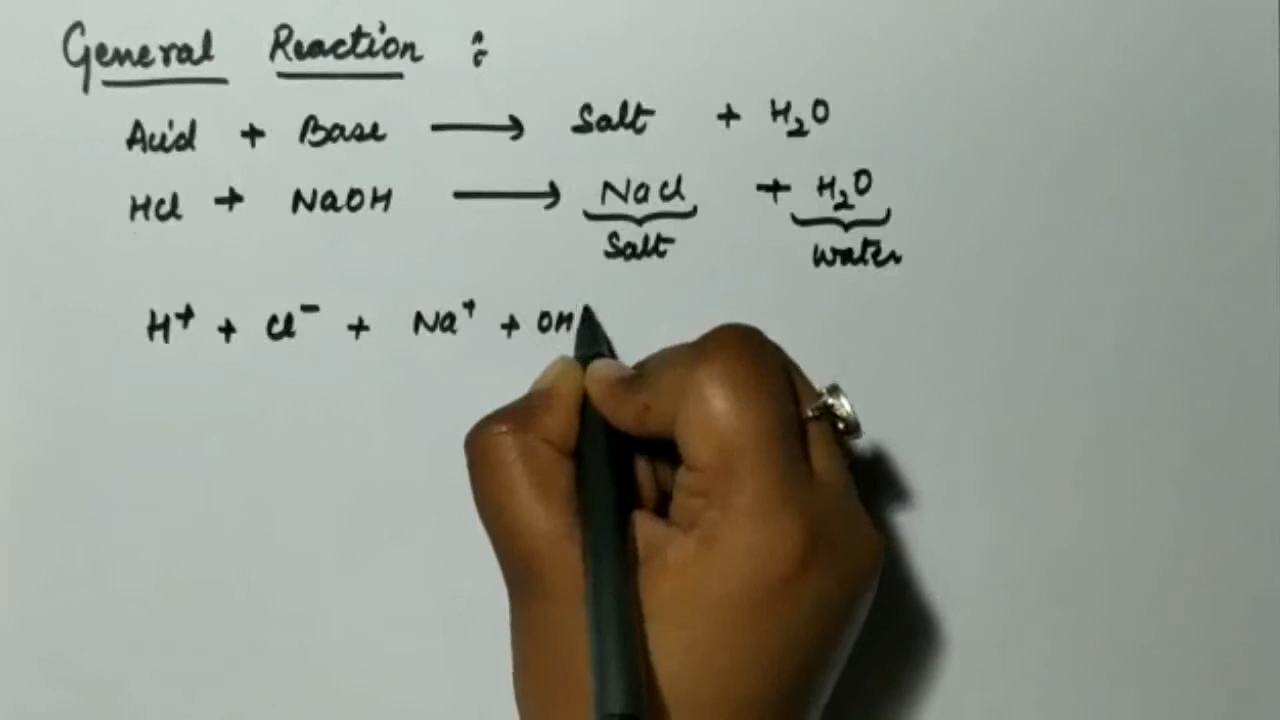 General Reaction :
Acid + Base → Salt + H₂O
HCl + NaOH → NaCl + H₂O
Salt water
H⁺ + Cl⁻ + Na⁺ + OH